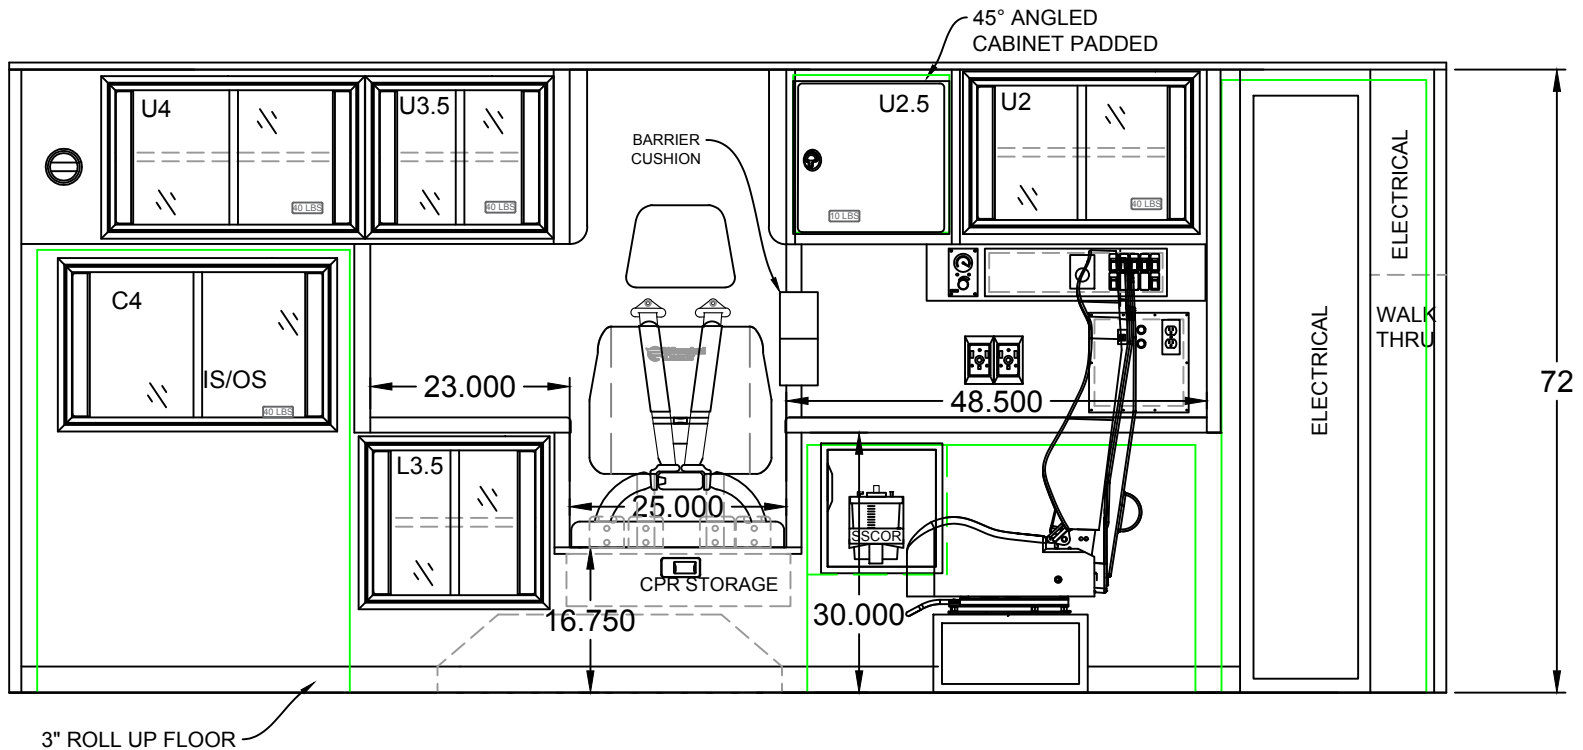 45° ANGLED
CABINET PADDED
U4
U3.5
U2.5
U2
BARRIER
CUSHION
40 LBS
40 LBS
10 LBS
40 LBS
ELECTRICAL
C4
IS/OS
40 LBS
23.000
48.500
ELECTRICAL
WALK
THRU
72
L3.5
25.000
SSCOR
CPR STORAGE
16.750
30.000
3" ROLL UP FLOOR